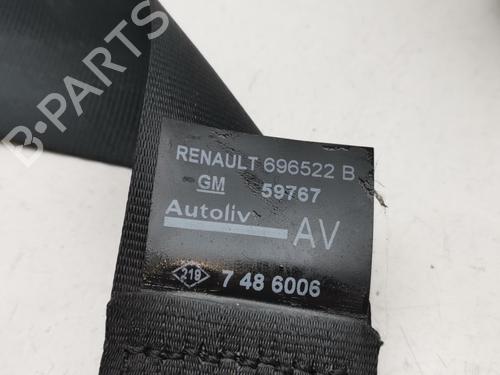 B-PARTS
RENAULT 696522 B
GM 59767
Autoliv AV
219 7 48 6006